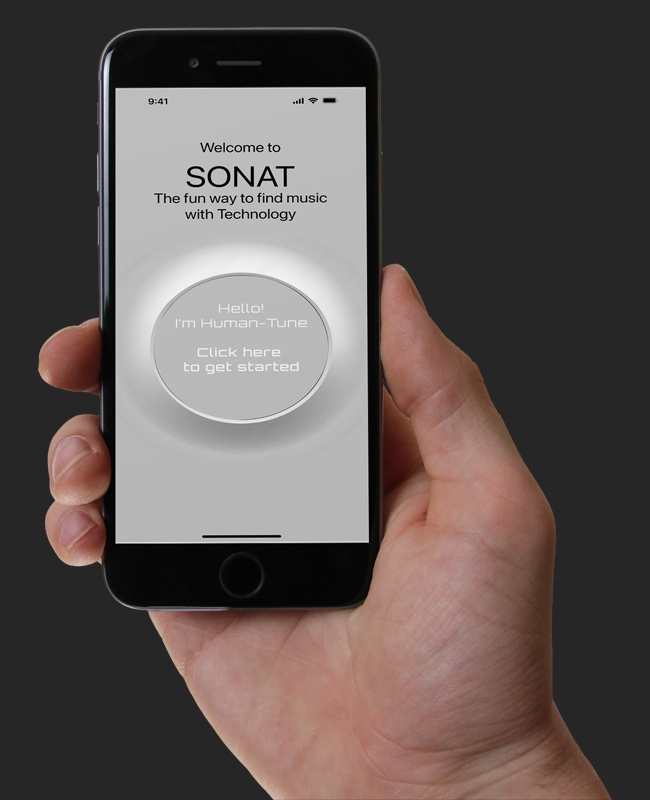 9:41
Welcome to
SONAT
The fun way to find music
with Technology
Hello!
I'm Human-Tune
Click here
to get started